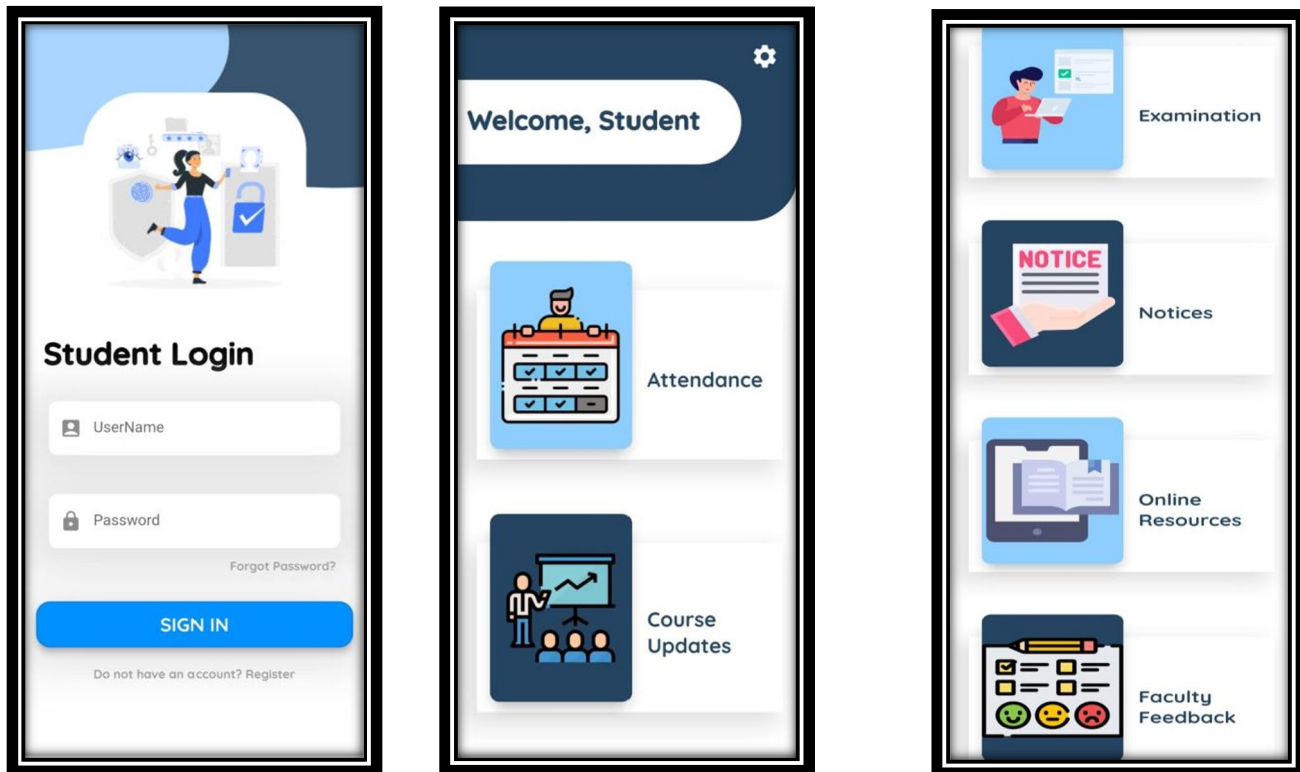 Student Login
UserName
Password
Forgot Password?
SIGN IN
Do not have an account? Register
Welcome, Student
Attendance
Course
Updates
Examination
NOTICE
Notices
Online
Resources
Faculty
Feedback